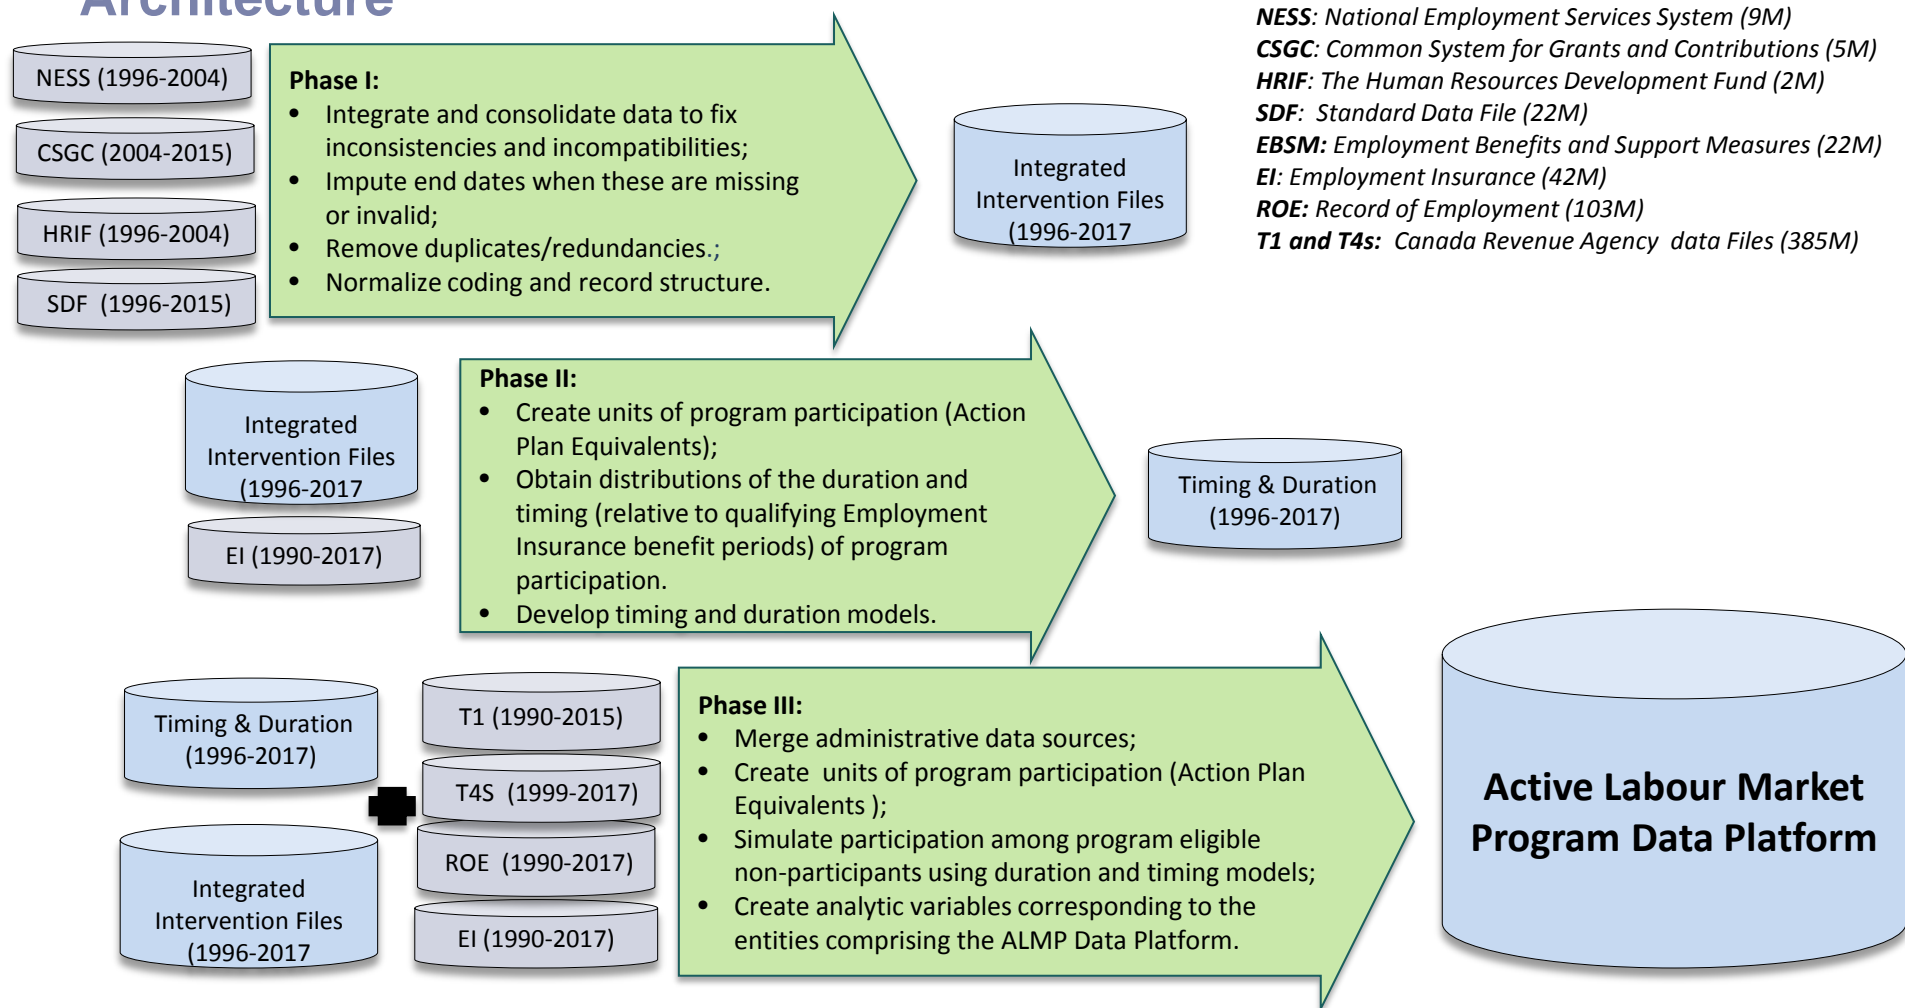 Architecture
NESS: National Employment Services System (9M)
CSGC: Common System for Grants and Contributions (5M)
HRIF: The Human Resources Development Fund (2M)
SDF:  Standard Data File (22M)
EBSM: Employment Benefits and Support Measures (22M)
EI: Employment Insurance (42M)
ROE: Record of Employment (103M)
T1 and T4s:  Canada Revenue Agency  data Files (385M)
NESS (1996-2004)
CSGC (2004-2015)
HRIF (1996-2004)
SDF  (1996-2015)
Phase I:
• Integrate and consolidate data to fix
inconsistencies and incompatibilities;
• Impute end dates when these are missing
or invalid;
• Remove duplicates/redundancies.;
• Normalize coding and record structure.
Integrated
Intervention Files
(1996-2017
Integrated
Intervention Files
(1996-2017
EI (1990-2017)
Phase II:
• Create units of program participation (Action
Plan Equivalents);
• Obtain distributions of the duration and
timing (relative to qualifying Employment
Insurance benefit periods) of program
participation.
• Develop timing and duration models.
Timing & Duration
(1996-2017)
Timing & Duration
(1996-2017)
Integrated
Intervention Files
(1996-2017
T1 (1990-2015)
T4S  (1999-2017)
ROE  (1990-2017)
EI (1990-2017)
Phase III:
• Merge administrative data sources;
• Create  units of program participation (Action Plan
Equivalents );
• Simulate participation among program eligible
non-participants using duration and timing models;
• Create analytic variables corresponding to the
entities comprising the ALMP Data Platform.
Active Labour Market
Program Data Platform